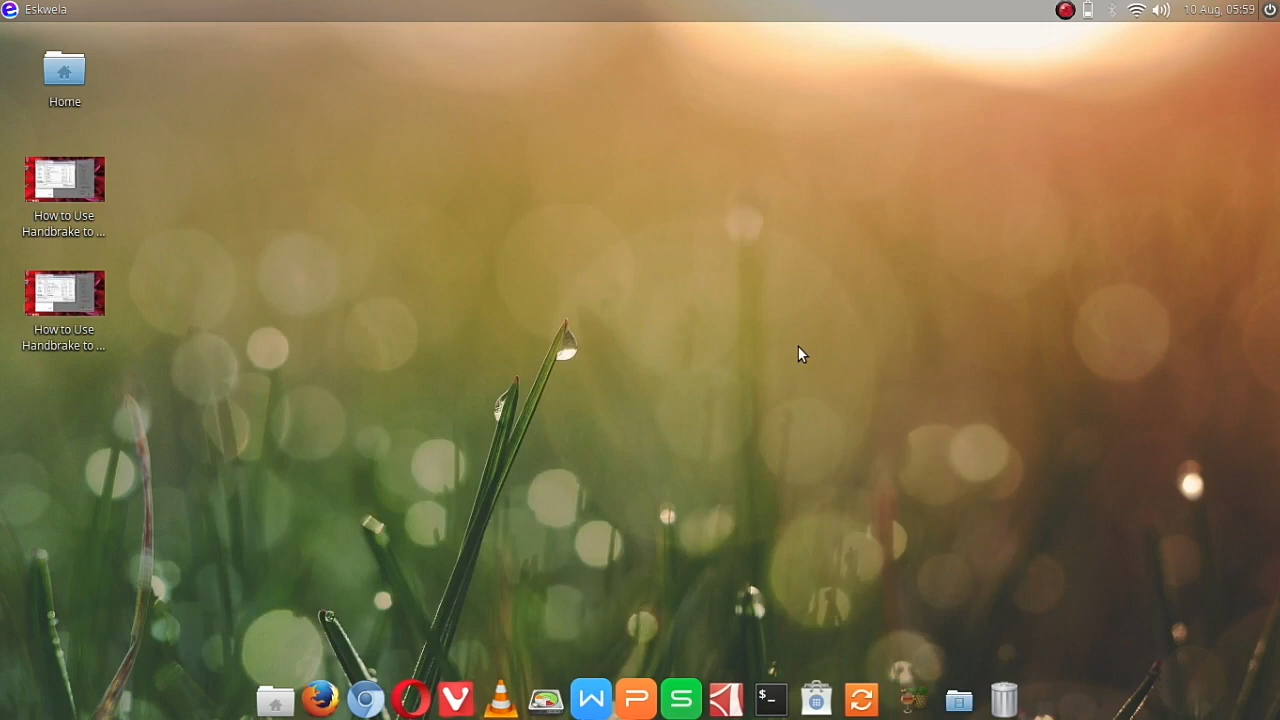 Eskwela
10 Aug, 05:59
Home
How to Use
Handbrake to ...
How to Use
Handbrake to ...
W
P
S
>_